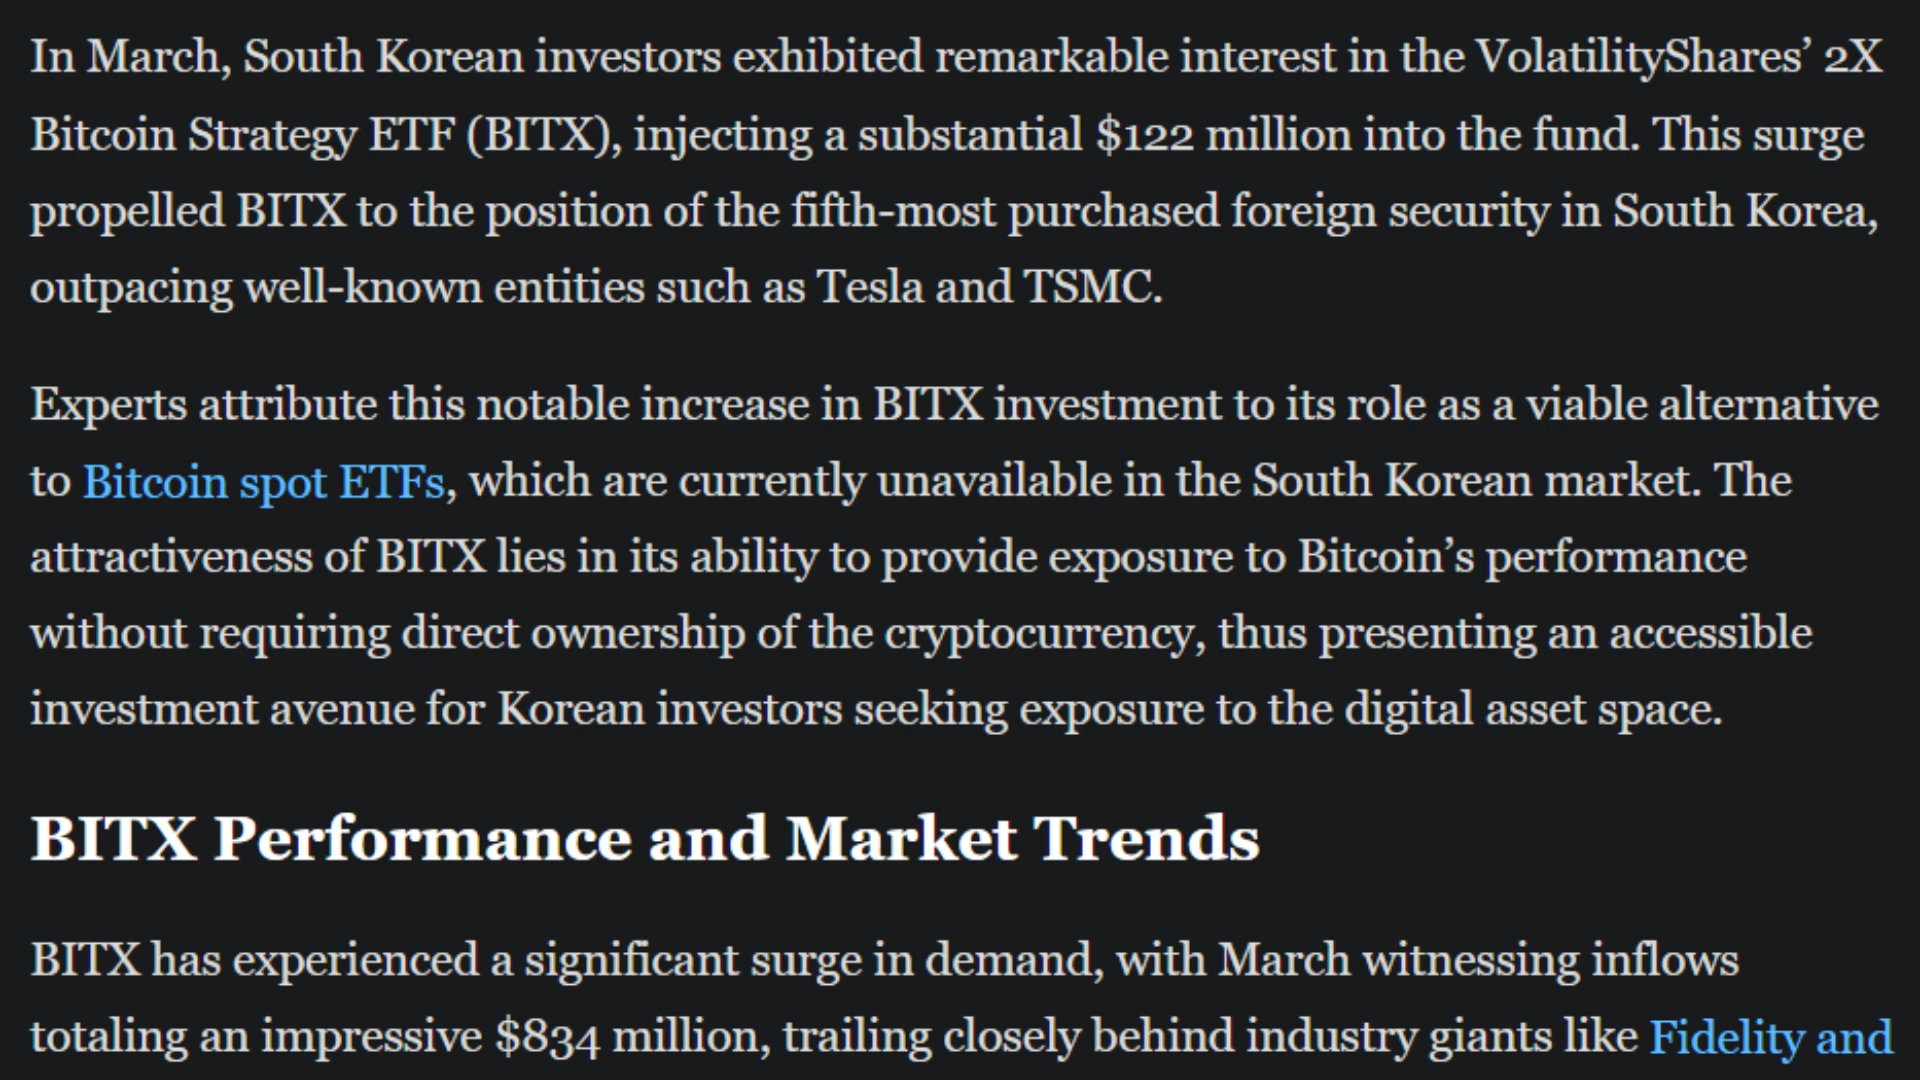 In March, South Korean investors exhibited remarkable interest in the VolatilityShares’ 2X
Bitcoin Strategy ETF (BITX), injecting a substantial $122 million into the fund. This surge
propelled BITX to the position of the fifth-most purchased foreign security in South Korea,
outpacing well-known entities such as Tesla and TSMC.
Experts attribute this notable increase in BITX investment to its role as a viable alternative
to Bitcoin spot ETFs, which are currently unavailable in the South Korean market. The
attractiveness of BITX lies in its ability to provide exposure to Bitcoin’s performance
without requiring direct ownership of the cryptocurrency, thus presenting an accessible
investment avenue for Korean investors seeking exposure to the digital asset space.
BITX Performance and Market Trends
BITX has experienced a significant surge in demand, with March witnessing inflows
totaling an impressive $834 million, trailing closely behind industry giants like Fidelity and